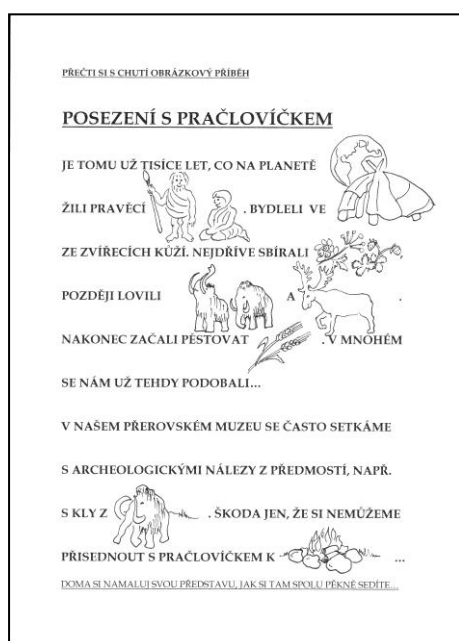 PŘEČTI SI S CHUTÍ OBRÁZKOVÝ PŘÍBĚH
POSEZENÍ S PRAČLOVÍČKEM
JE TOMU UŽ TISÍCE LET, CO NA PLANETĚ
ŽILI PRAVĚCÍ . BYDLELI VE
ZE ZVÍŘECÍCH KŮŽÍ. NEJDŘÍVE SBÍRALI
POZDĚJI LOVILI A .
NAKONEC ZAČALI PĚSTOVAT . V MNOHÉM
SE NÁM UŽ TEHDY PODOBALI...
V NAŠEM PŘEROVSKÉM MUZEU SE ČASTO SETKÁME
S ARCHEOLOGICKÝMI NÁLEZY Z PŘEDMOSTÍ, NAPŘ.
S KLY Z . ŠKODA JEN, ŽE SI NEMŮŽEME
PŘISEDNOUT S PRAČLOVÍČKEM K ...
DOMA SI NAMALUJ SVOU PŘEDSTAVU, JAK SI TAM SPOLU PĚKNĚ SEDÍTE...